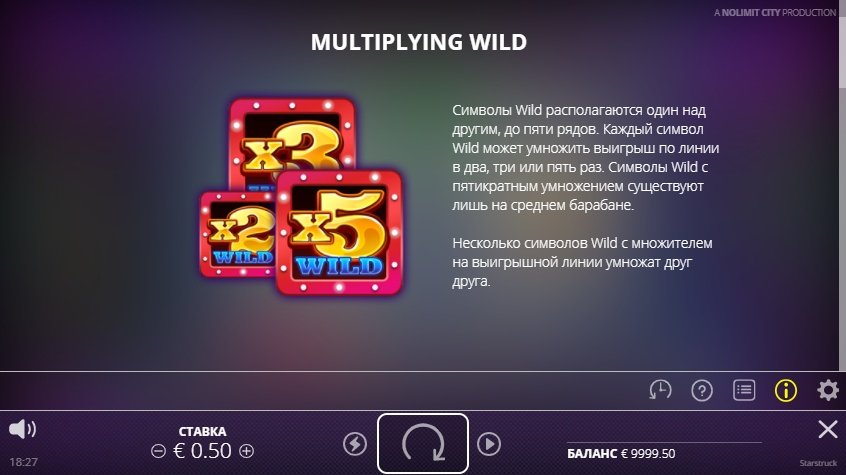 A NOLIMIT CITY PRODUCTION
MULTIPLYING WILD
x3
x2
WILD
x5
WILD
Символы Wild располагаются один над
другим, до пяти рядов. Каждый символ
Wild может умножить выигрыш по линии
в два, три или пять раз. Символы Wild с
пятикратным умножением существуют
лишь на среднем барабане.
Несколько символов Wild с множителем
на выигрышной линии умножат друг
друга.
СТАВКА
€ 0.50
БАЛАНС € 9999.50
18:27
Starstruck